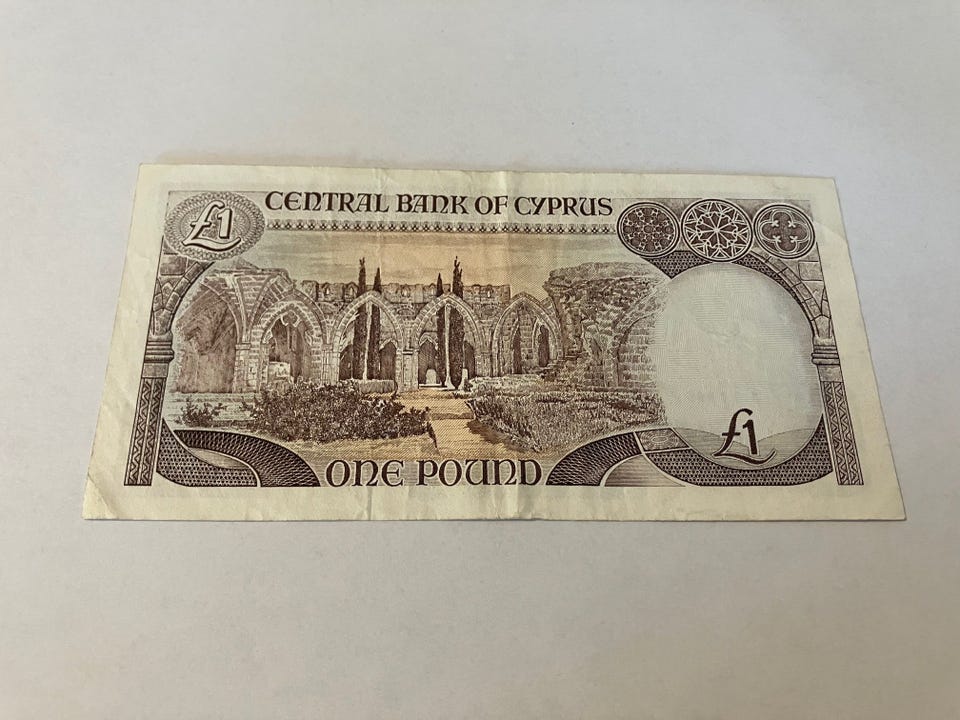 £1
CENTRAL BANK OF CYPRUS
£1
ONE POUND